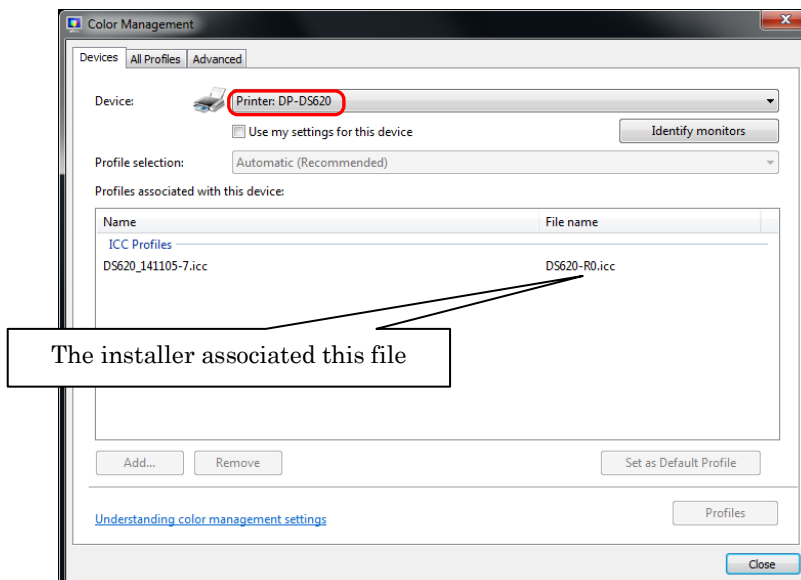 Color Management
Devices All Profiles Advanced
Device: Printer: DP-DS620
Use my settings for this device Identify monitors
Profile selection: Automatic (Recommended)
Profiles associated with this device:
Name File name
ICC Profiles
DS620_141105-7.icc DS620-R0.icc
The installer associated this file
Add... Remove Set as Default Profile
Understanding color management settings Profiles
Close